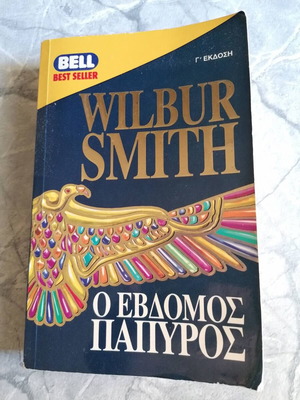 BELL
BEST SELLER
Γ' ΕΚΔΟΣΗ
WILBUR
SMITH
Ο ΕΒΔΟΜΟΣ
ΠΑΠΥΡΟΣ